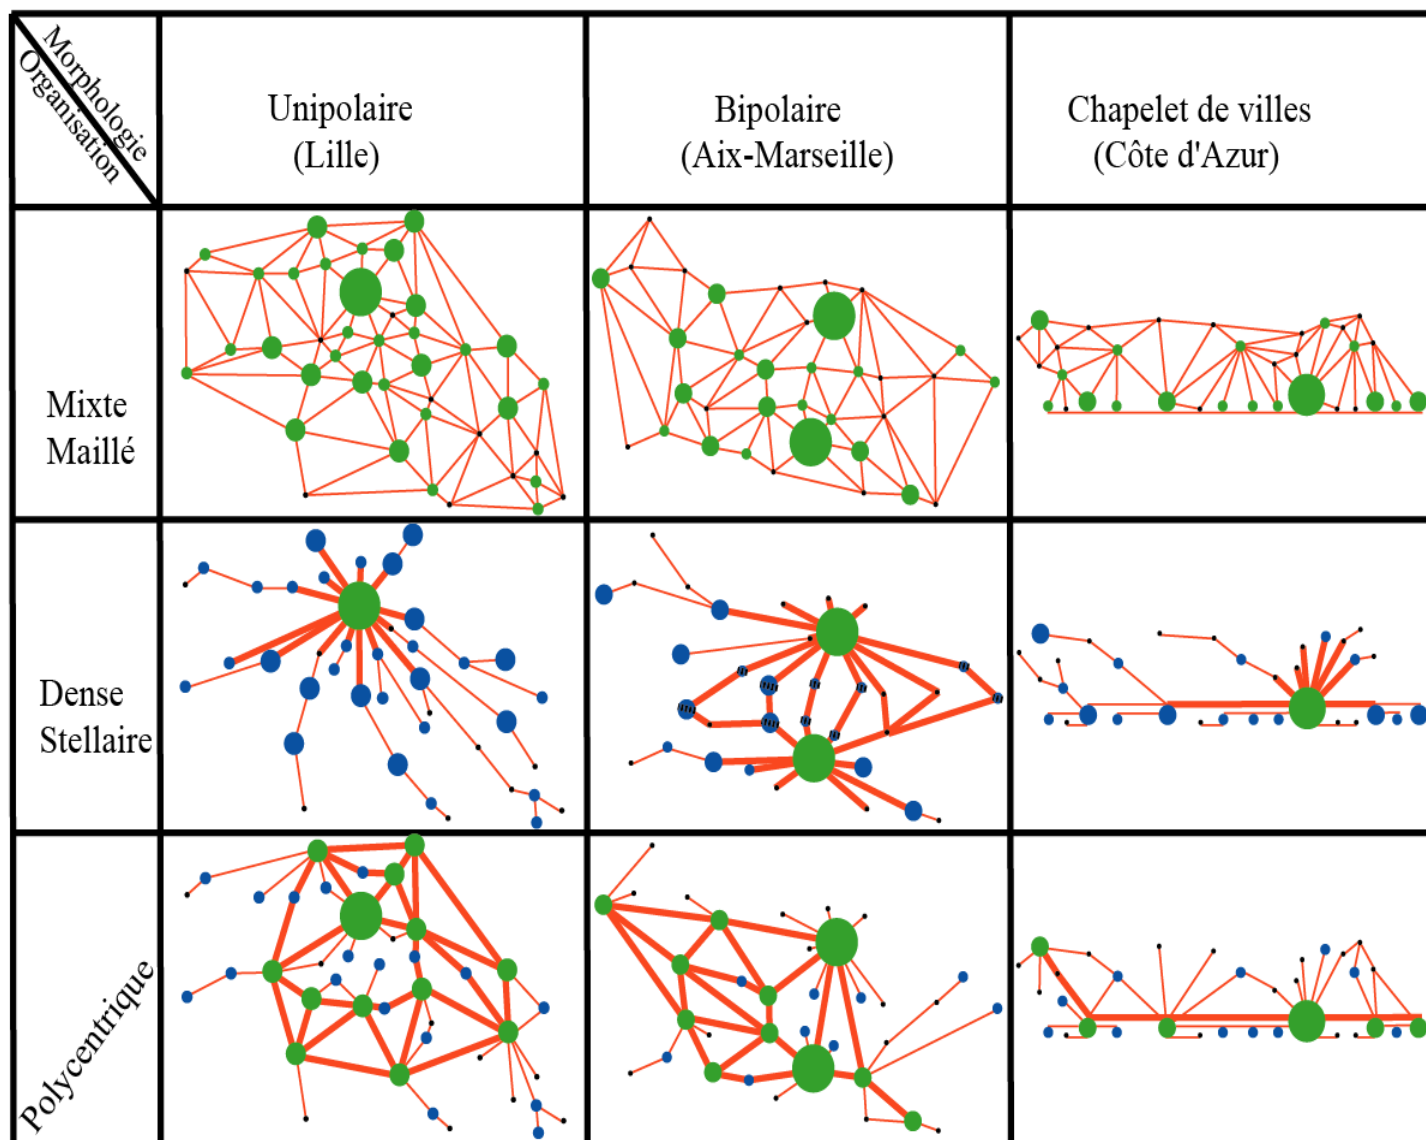 Morphologie
Organisation
Unipolaire
(Lille)
Bipolaire
(Aix-Marseille)
Chapelet de villes
(Côte d'Azur)
Mixte
Maillé
Dense
Stellaire
Polycentrique